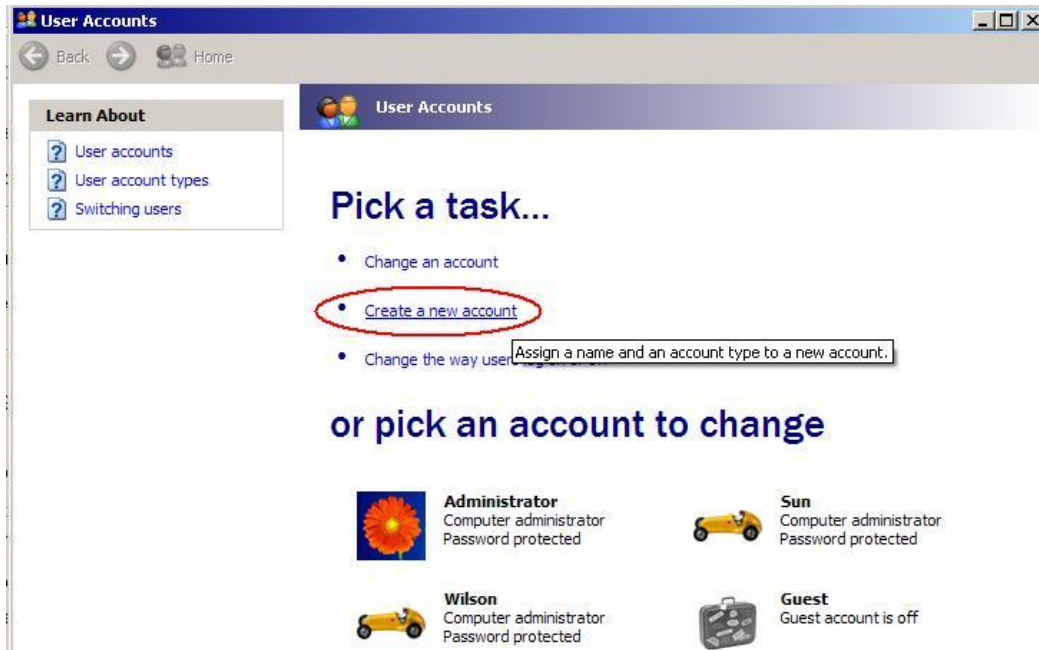 User Accounts
Back
Home
Learn About
User accounts
User account types
Switching users
User Accounts
Pick a task...
Change an account
Create a new account
Assign a name and an account type to a new account.
Change the way users
or pick an account to change
Administrator
Computer administrator
Password protected
Sun
Computer administrator
Password protected
Wilson
Computer administrator
Password protected
Guest
Guest account is off